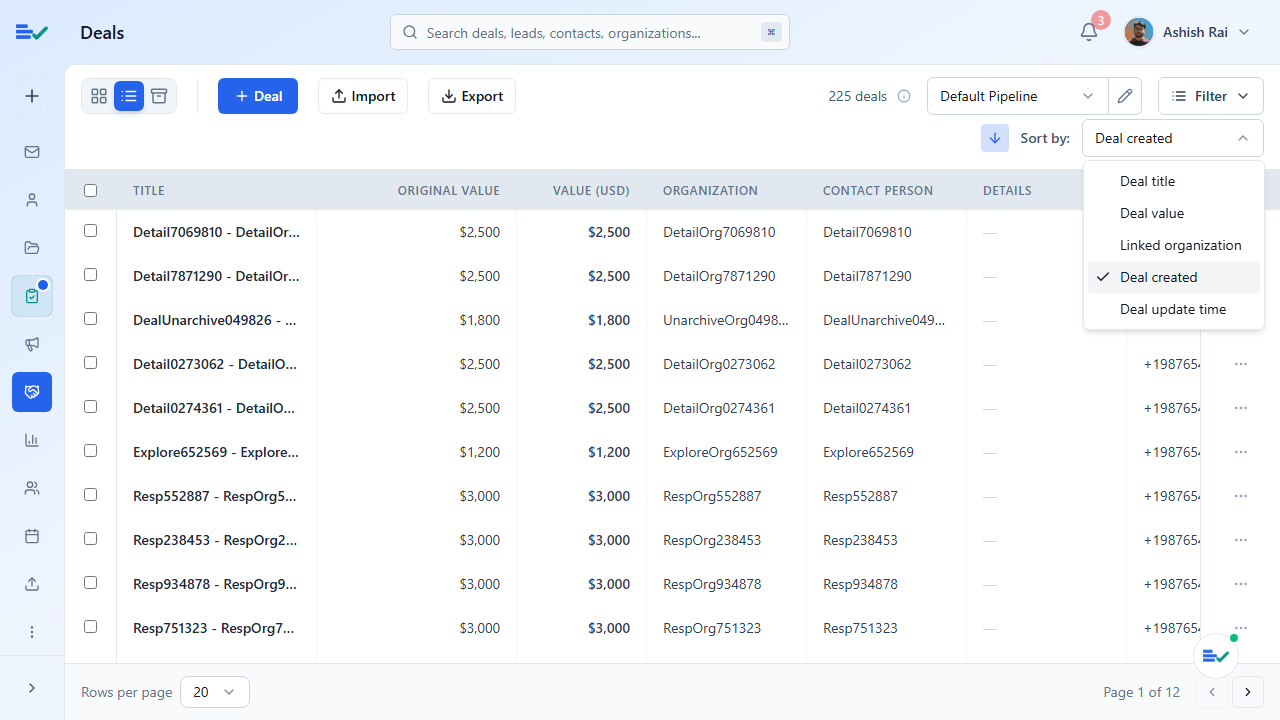 Deals
Search deals, leads, contacts, organizations...
⌘
3
Ashish Rai
Deal
Import
Export
225 deals
Default Pipeline
Filter
Sort by:
Deal created
TITLE ORIGINAL VALUE VALUE (USD) ORGANIZATION CONTACT PERSON DETAILS
Deal title
Deal value
Linked organization
Deal created
Deal update time
Detail7069810 - DetailOr... $2,500 $2,500 DetailOrg7069810 Detail7069810 —
Detail7871290 - DetailOr... $2,500 $2,500 DetailOrg7871290 Detail7871290 —
DealUnarchive049826 - ... $1,800 $1,800 UnarchiveOrg0498... DealUnarchive049... —
Detail0273062 - DetailO... $2,500 $2,500 DetailOrg0273062 Detail0273062 — +198765
Detail0274361 - DetailO... $2,500 $2,500 DetailOrg0274361 Detail0274361 — +198765
Explore652569 - Explore... $1,200 $1,200 ExploreOrg652569 Explore652569 — +198765
Resp552887 - RespOrg5... $3,000 $3,000 RespOrg552887 Resp552887 — +198765
Resp238453 - RespOrg2... $3,000 $3,000 RespOrg238453 Resp238453 — +198765
Resp934878 - RespOrg9... $3,000 $3,000 RespOrg934878 Resp934878 — +198765
Resp751323 - RespOrg7... $3,000 $3,000 RespOrg751323 Resp751323 — +198765
Rows per page 20
Page 1 of 12